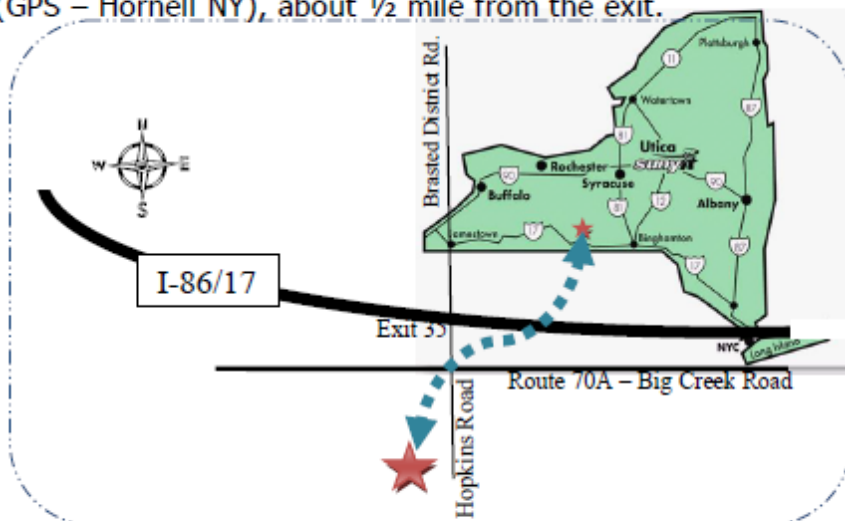 (GPS – Hornell NY), about ½ mile from the exit.
Brasted District Rd.
Plattsburgh
11
Watertown
87
N
W E
S
81
Utica
Rochester
sunyit
90
Syracuse
90
Buffalo
12
Albany
81
Jamestown
17
Binghamton
87
17
I-86/17
Exit 35
NYC
Long Island
Route 70A – Big Creek Road
Hopkins Road